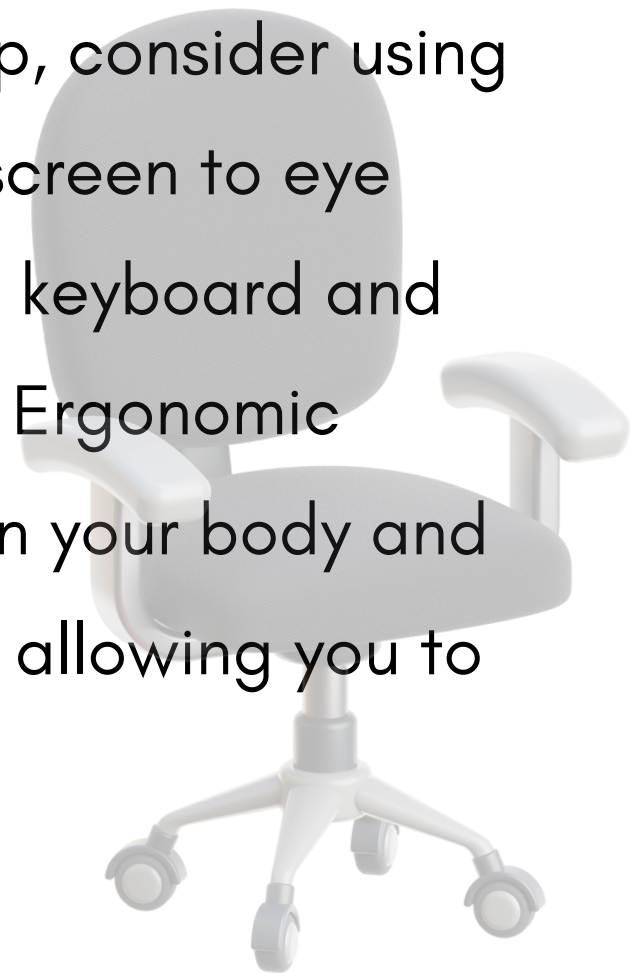 p, consider using
screen to eye
keyboard and
Ergonomic
n your body and
allowing you to